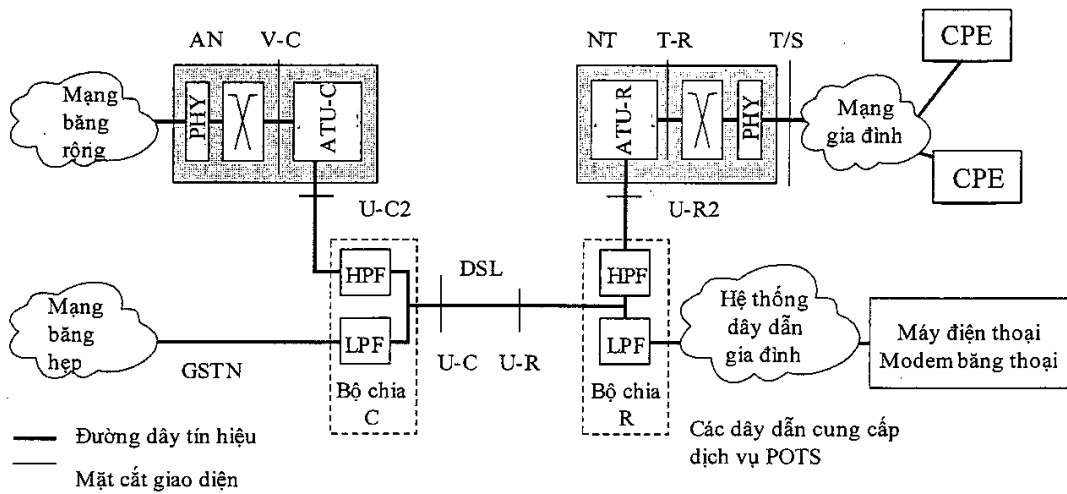 AN
V-C
NT
T-R
T/S
CPE
Mạng
băng
rộng
PHY
ATU-C
ATU-R
PHY
Mạng
gia đình
CPE
U-C2
U-R2
HPF
DSL
HPF
Mạng
băng
hẹp
GSTN
LPF
U-C
U-R
LPF
Hệ thống
dây dẫn
gia đình
Máy điện thoại
Modem băng thoại
Bộ chia
C
Bộ chia
R
Các dây dẫn cung cấp
dịch vụ POTS
Đường dây tín hiệu
Mặt cắt giao diện